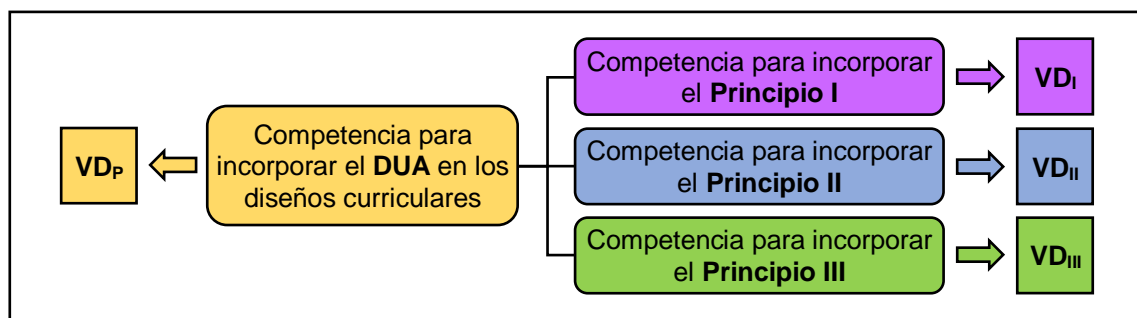 VDP
Competencia para
incorporar el DUA en los
diseños curriculares
Competencia para incorporar
el Principio I
VDI
Competencia para incorporar
el Principio II
VDII
Competencia para incorporar
el Principio III
VDIII